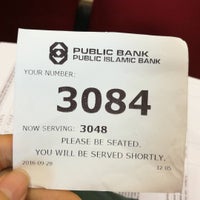 PUBLIC BANK
PUBLIC ISLAMIC BANK
YOUR NUMBER:
3084
NOW SERVING: 3048
PLEASE BE SEATED.
YOU WILL BE SERVED SHORTLY.
2016-09-29 12:05